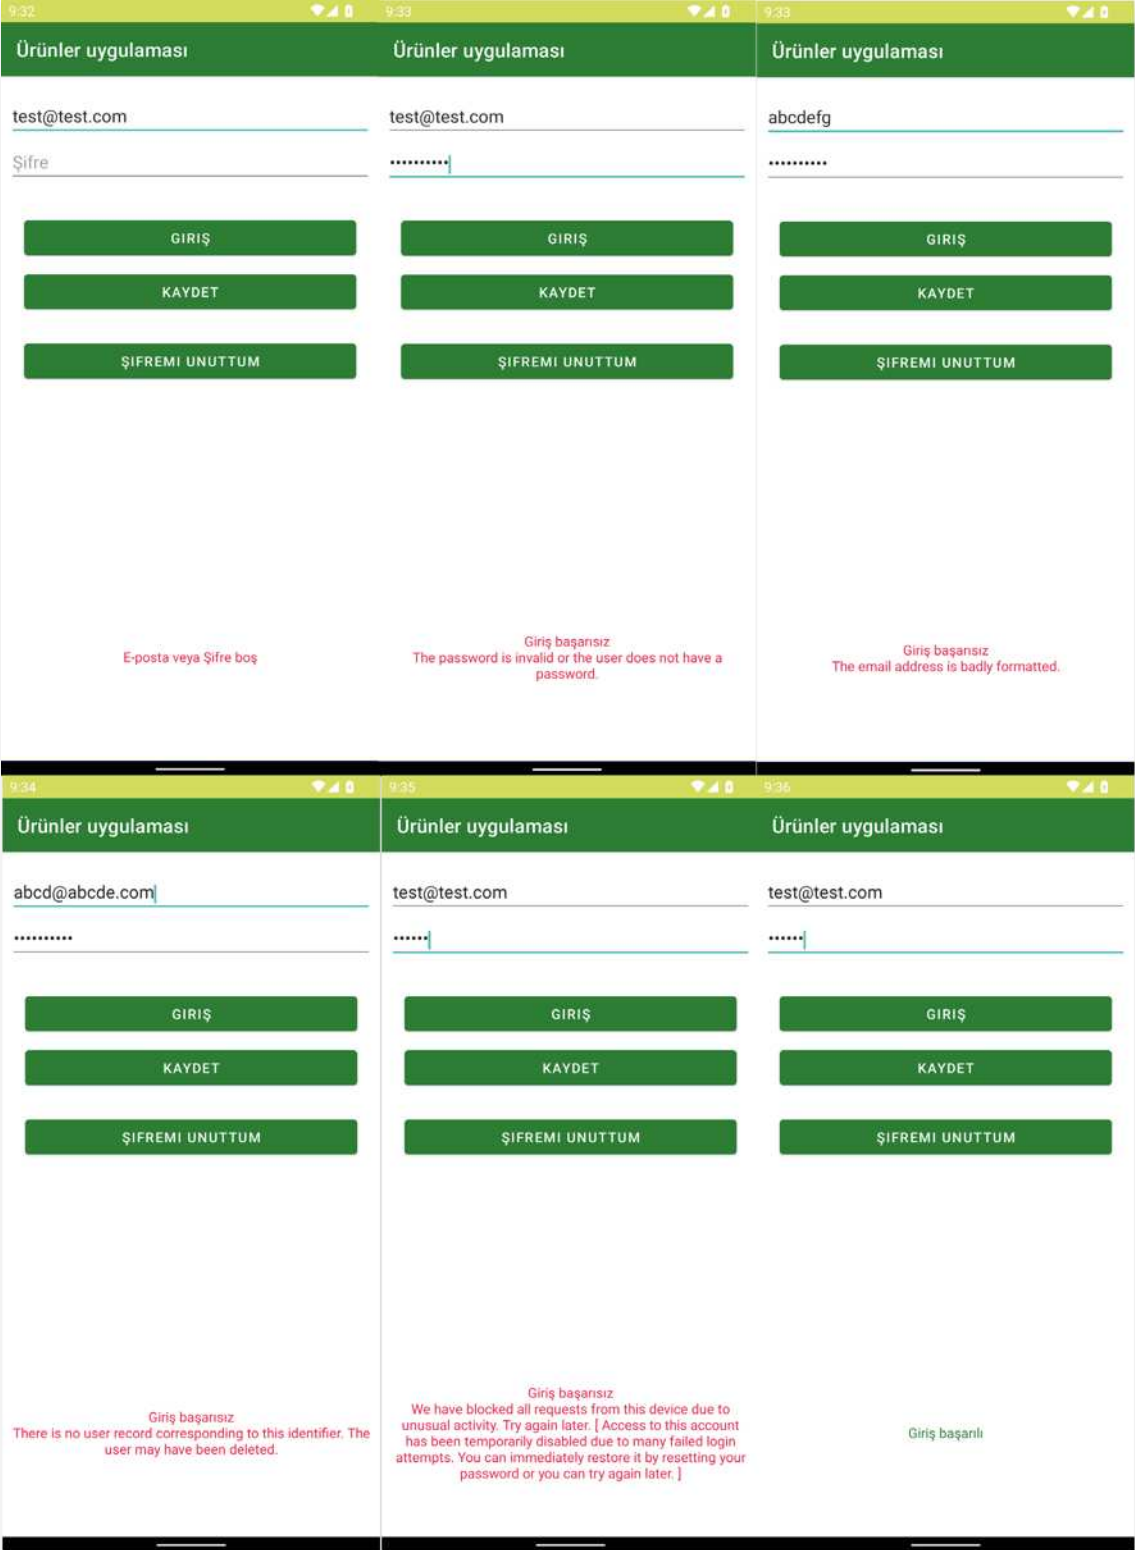 9:32
Ürünler uygulaması
test@test.com
Şifre
GIRIŞ
KAYDET
ŞIFREMI UNUTTUM
E-posta veya Şifre boş
9:33
Ürünler uygulaması
test@test.com
••••••••••
GIRIŞ
KAYDET
ŞIFREMI UNUTTUM
Giriş başarısız
The password is invalid or the user does not have a
password.
9:33
Ürünler uygulaması
abcdefg
••••••••••
GIRIŞ
KAYDET
ŞIFREMI UNUTTUM
Giriş başarısız
The email address is badly formatted.
9:34
Ürünler uygulaması
abcd@abcde.com
••••••••••
GIRIŞ
KAYDET
ŞIFREMI UNUTTUM
Giriş başarısız
There is no user record corresponding to this identifier. The
user may have been deleted.
9:35
Ürünler uygulaması
test@test.com
••••••
GIRIŞ
KAYDET
ŞIFREMI UNUTTUM
Giriş başarısız
We have blocked all requests from this device due to
unusual activity. Try again later. [ Access to this account
has been temporarily disabled due to many failed login
attempts. You can immediately restore it by resetting your
password or you can try again later. ]
9:36
Ürünler uygulaması
test@test.com
••••••
GIRIŞ
KAYDET
ŞIFREMI UNUTTUM
Giriş başarılı